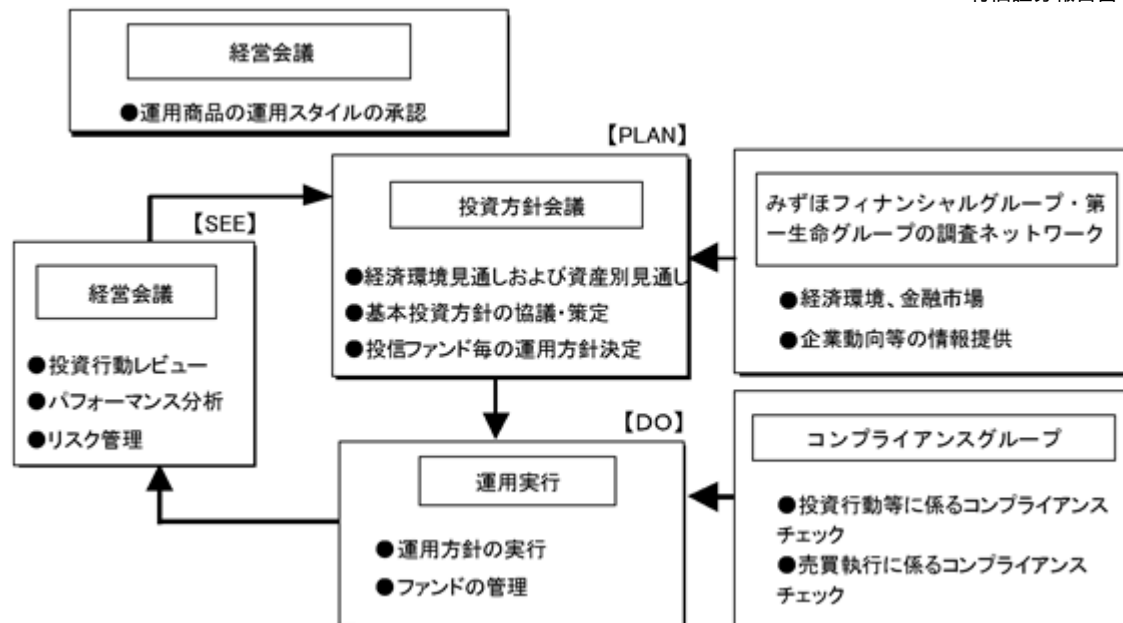 経営会議
●運用商品の運用スタイルの承認
【PLAN】
投資方針会議
●経済環境見通しおよび資産別見通し
●基本投資方針の協議・策定
●投信ファンド毎の運用方針決定
みずほフィナンシャルグループ・第
一生命グループの調査ネットワーク
●経済環境、金融市場
●企業動向等の情報提供
【SEE】
経営会議
●投資行動レビュー
●パフォーマンス分析
●リスク管理
【DO】
運用実行
●運用方針の実行
●ファンドの管理
コンプライアンスグループ
●投資行動等に係るコンプライアンス
チェック
●売買執行に係るコンプライアンス
チェック